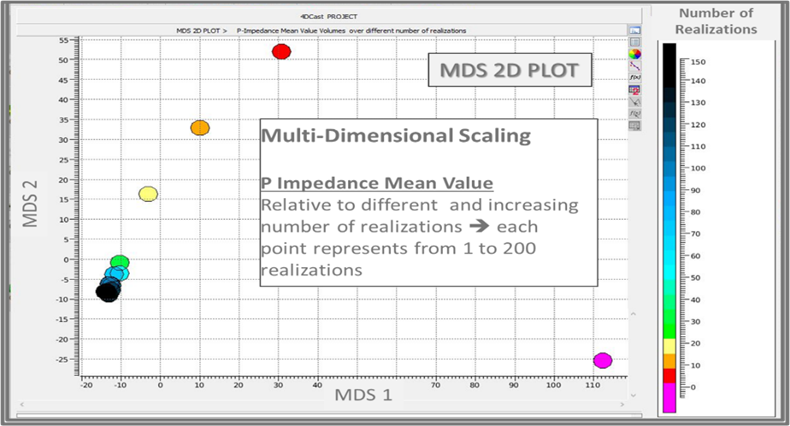 4DCast PROJECT
MDS 2D PLOT > P-Impedance Mean Value Volumes over different number of realizations
Number of
Realizations
MDS 2D PLOT
Multi-Dimensional Scaling
P Impedance Mean Value
Relative to different and increasing
number of realizations ➔ each
point represents from 1 to 200
realizations
MDS 2
55
50
45
40
35
30
25
20
15
10
5
0
-5
-10
-15
-20
-25
-20 -10 0 10 20 30 40 70 80 90 100 110
MDS 1
150
140
130
120
110
100
90
80
70
60
50
40
30
20
10
0
f(x)